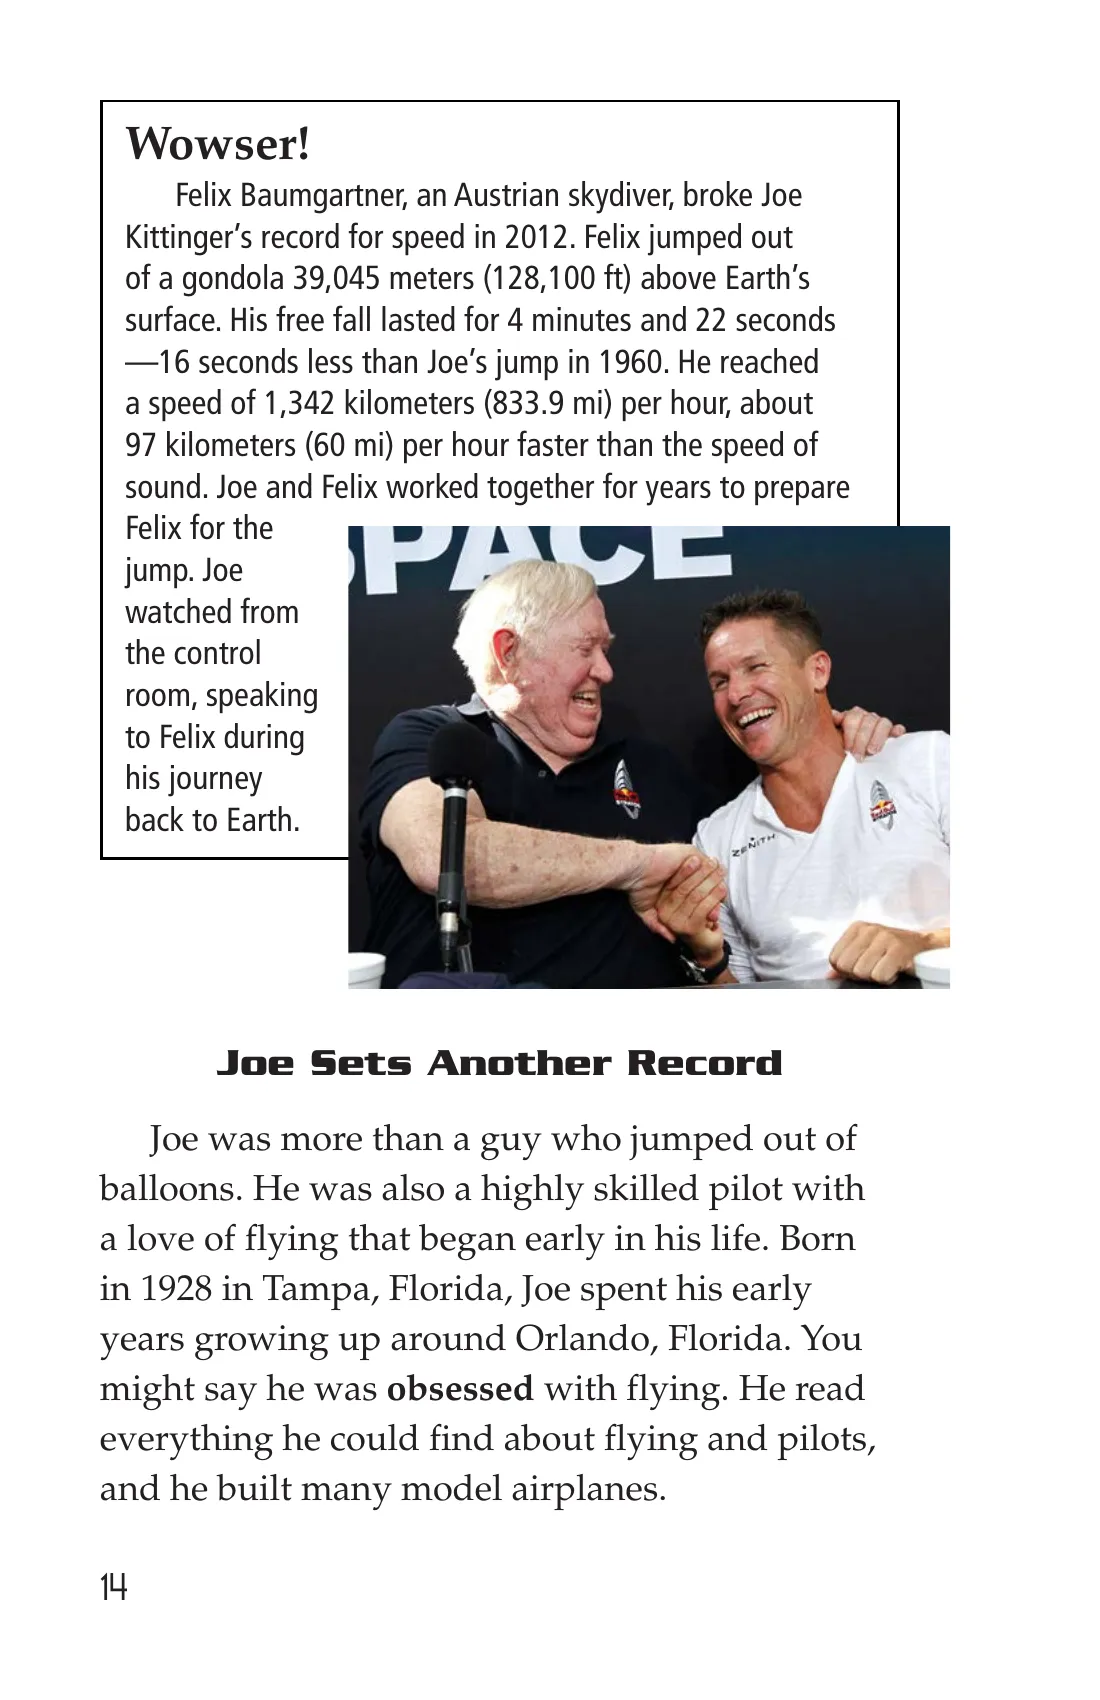 Wowser!
Felix Baumgartner, an Austrian skydiver, broke Joe
Kittinger’s record for speed in 2012. Felix jumped out
of a gondola 39,045 meters (128,100 ft) above Earth’s
surface. His free fall lasted for 4 minutes and 22 seconds
—16 seconds less than Joe’s jump in 1960. He reached
a speed of 1,342 kilometers (833.9 mi) per hour, about
97 kilometers (60 mi) per hour faster than the speed of
sound. Joe and Felix worked together for years to prepare
Felix for the
jump. Joe
watched from
the control
room, speaking
to Felix during
his journey
back to Earth.
SPACE
ZENITH
Joe Sets Another Record
Joe was more than a guy who jumped out of
balloons. He was also a highly skilled pilot with
a love of flying that began early in his life. Born
in 1928 in Tampa, Florida, Joe spent his early
years growing up around Orlando, Florida. You
might say he was obsessed with flying. He read
everything he could find about flying and pilots,
and he built many model airplanes.
14